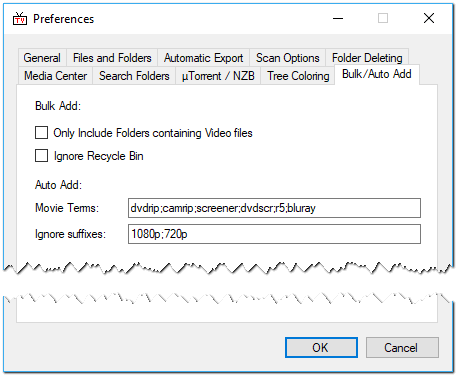 TV Preferences
General Files and Folders Automatic Export Scan Options Folder Deleting
Media Center Search Folders µTorrent / NZB Tree Coloring Bulk/Auto Add
Bulk Add:
Only Include Folders containing Video files
Ignore Recycle Bin
Auto Add:
Movie Terms: dvdrip;camrip;screener;dvdscr;r5;bluray
Ignore suffixes: 1080p;720p
OK Cancel